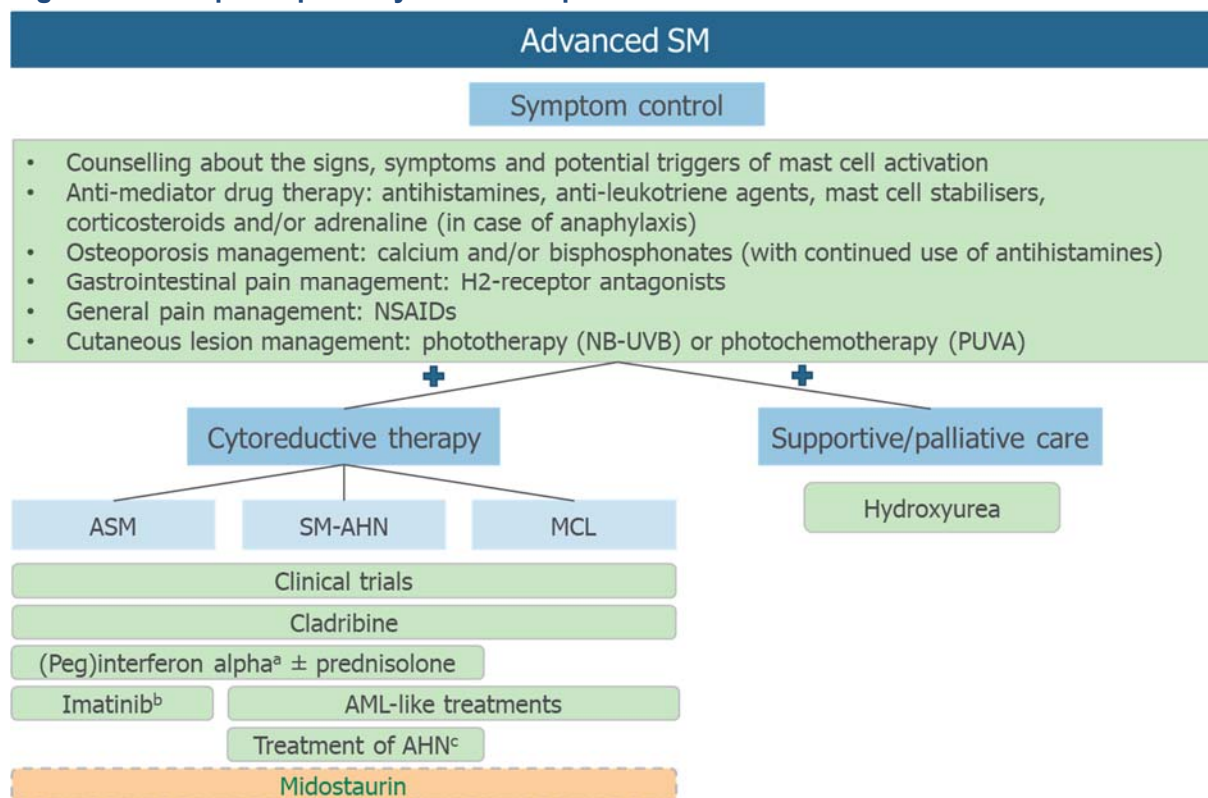 Advanced SM
Symptom control
• Counselling about the signs, symptoms and potential triggers of mast cell activation
• Anti-mediator drug therapy: antihistamines, anti-leukotriene agents, mast cell stabilisers,
corticosteroids and/or adrenaline (in case of anaphylaxis)
• Osteoporosis management: calcium and/or bisphosphonates (with continued use of antihistamines)
• Gastrointestinal pain management: H2-receptor antagonists
• General pain management: NSAIDs
• Cutaneous lesion management: phototherapy (NB-UVB) or photochemotherapy (PUVA)
Cytoreductive therapy
Supportive/palliative care
ASM
SM-AHN
MCL
Hydroxyurea
Clinical trials
Cladribine
(Peg)interferon alphaᵃ ± prednisolone
Imatinibᵇ
AML-like treatments
Treatment of AHNᶜ
Midostaurin